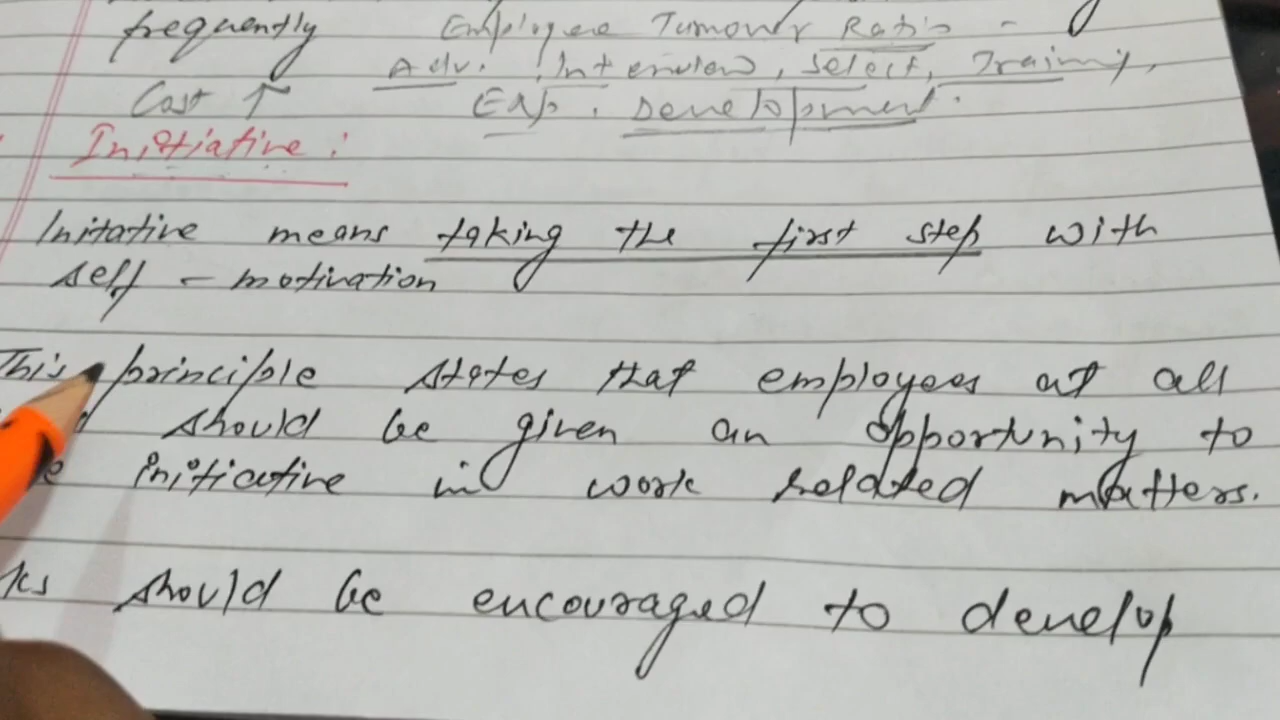 frequently Employee Turnover Ratio -
Adv. Interview, Select, Training,
Cost ↑ Exp. Development.
Initiative :
Initative means taking the first step with
self - motivation
This principle states that employees at all
should be given an opportunity to
initiative in work related matters.
should be encouraged to develop